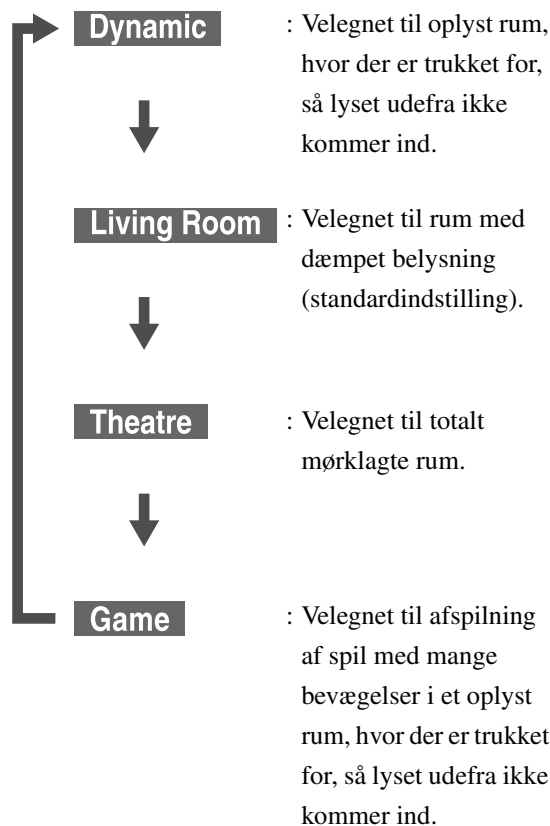 Dynamic : Velegnet til oplyst rum,
hvor der er trukket for,
så lyset udefra ikke
kommer ind.
Living Room : Velegnet til rum med
dæmpet belysning
(standardindstilling).
Theatre : Velegnet til totalt
mørklagte rum.
Game : Velegnet til afspilning
af spil med mange
bevægelser i et oplyst
rum, hvor der er trukket
for, så lyset udefra ikke
kommer ind.